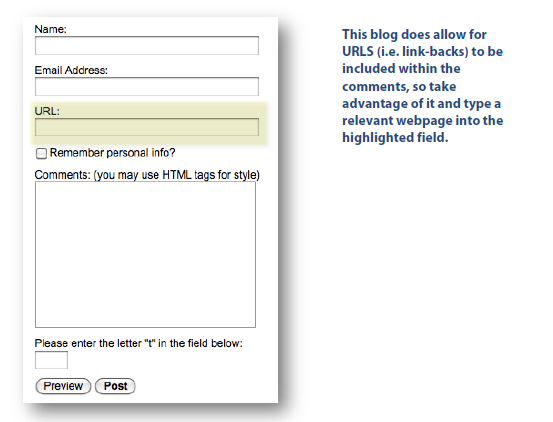 Name:
Email Address:
URL:
Remember personal info?
Comments: (you may use HTML tags for style)
Please enter the letter "t" in the field below:
Preview Post
This blog does allow for
URLS (i.e. link-backs) to be
included within the
comments, so take
advantage of it and type a
relevant webpage into the
highlighted field.